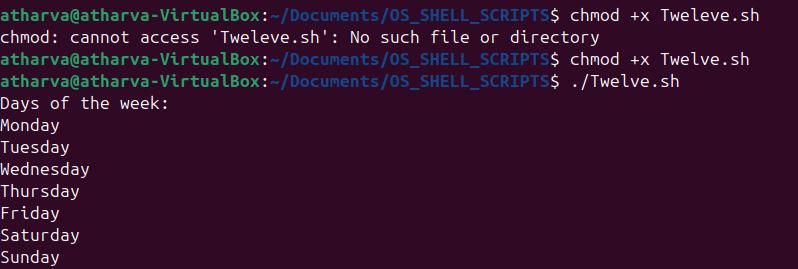 atharva@atharva-VirtualBox:~/Documents/OS_SHELL_SCRIPTS$ chmod +x Tweleve.sh
chmod: cannot access 'Tweleve.sh': No such file or directory
atharva@atharva-VirtualBox:~/Documents/OS_SHELL_SCRIPTS$ chmod +x Twelve.sh
atharva@atharva-VirtualBox:~/Documents/OS_SHELL_SCRIPTS$ ./Twelve.sh
Days of the week:
Monday
Tuesday
Wednesday
Thursday
Friday
Saturday
Sunday